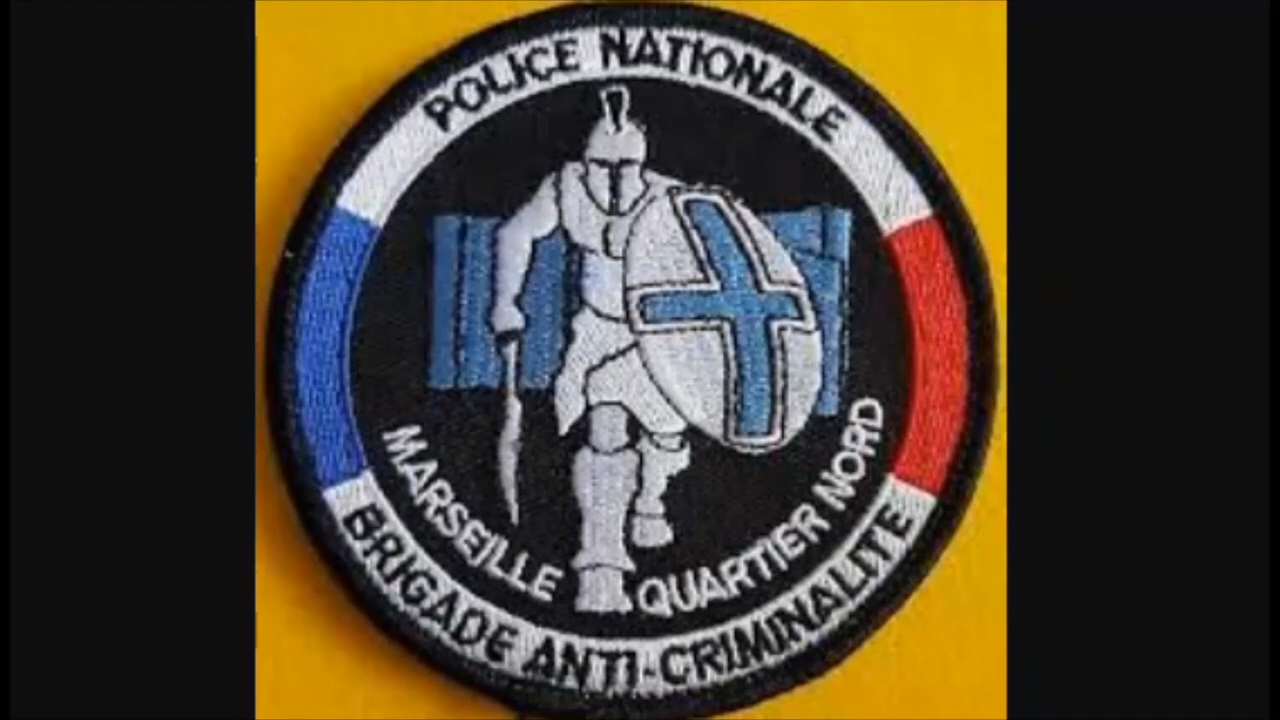 POLICE NATIONALE
MARSEILLE QUARTIER NORD
BRIGADE ANTI-CRIMINALITE